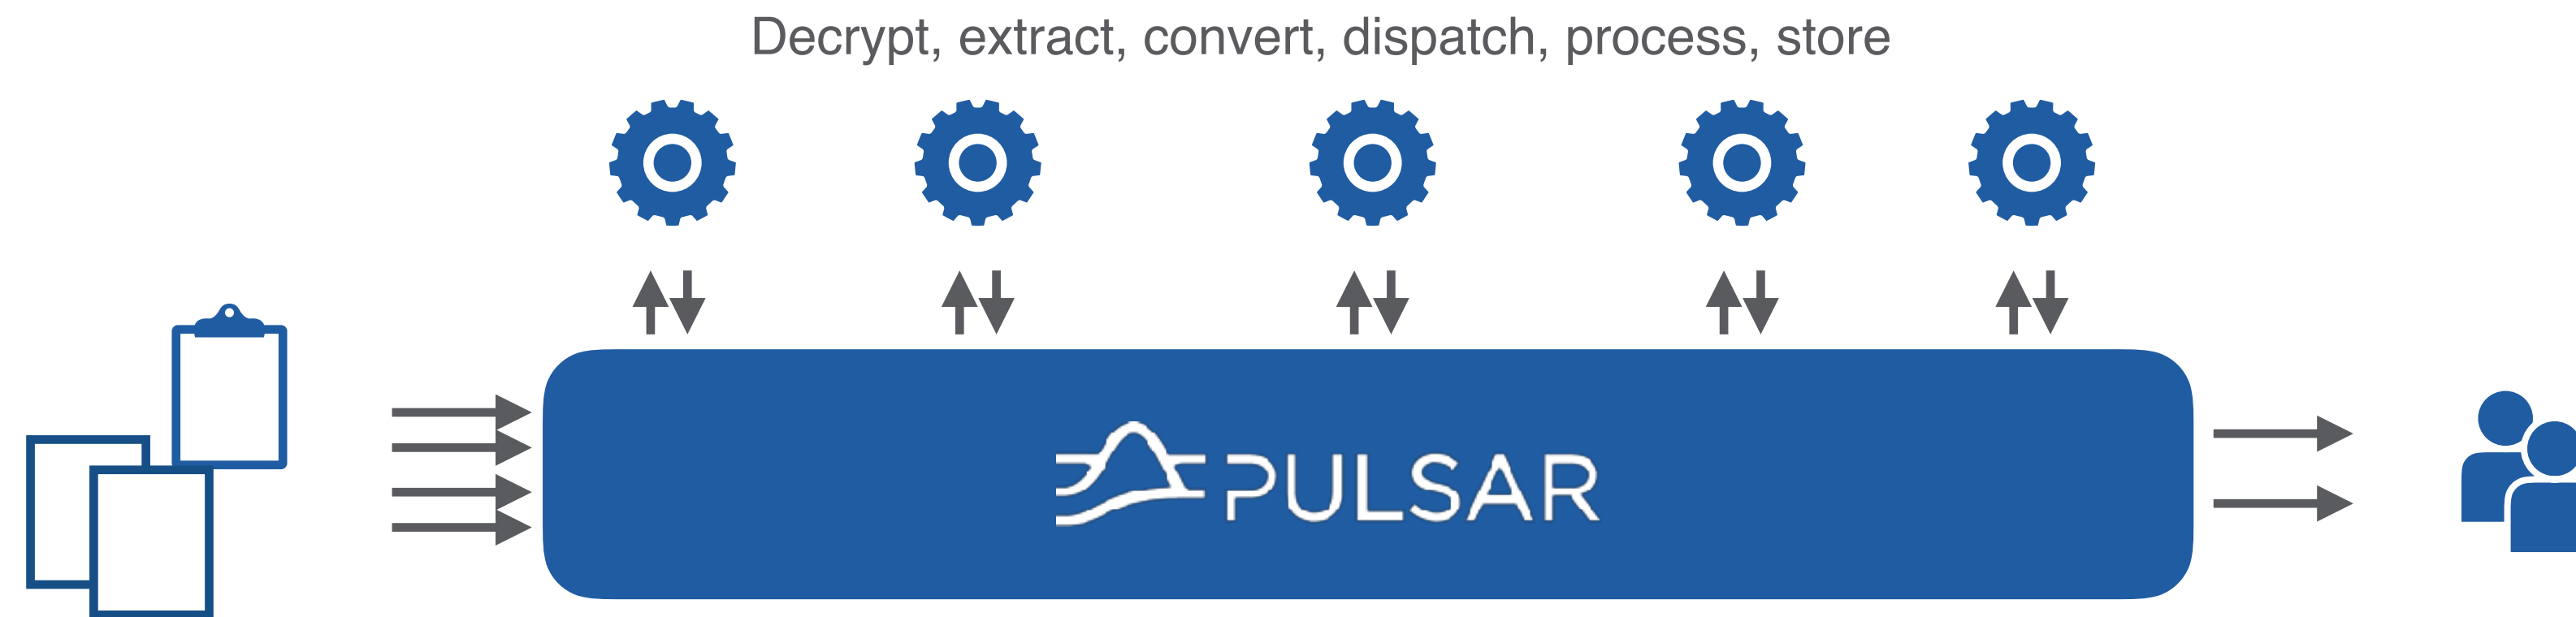 Decrypt, extract, convert, dispatch, process, store
PULSAR